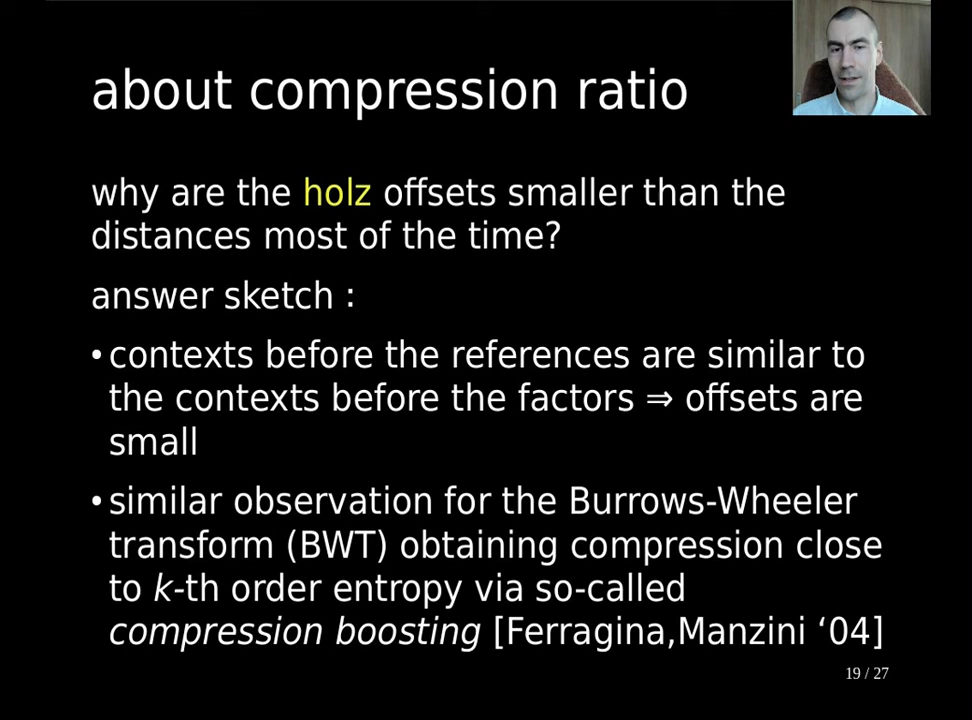 about compression ratio
why are the holz offsets smaller than the
distances most of the time?
answer sketch :
• contexts before the references are similar to
the contexts before the factors ⇒ offsets are
small
• similar observation for the Burrows-Wheeler
transform (BWT) obtaining compression close
to k-th order entropy via so-called
compression boosting [Ferragina,Manzini ‘04]
19 / 27